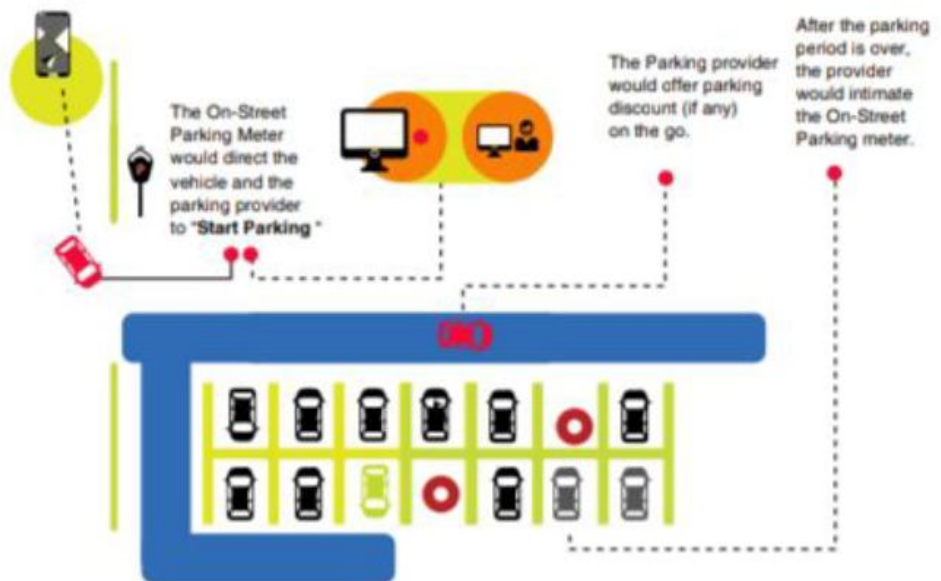 The On-Street
Parking Meter
would direct the
vehicle and the
parking provider
to "Start Parking "
The Parking provider
would offer parking
discount (if any)
on the go.
After the parking
period is over,
the provider
would intimate
the On-Street
Parking meter.